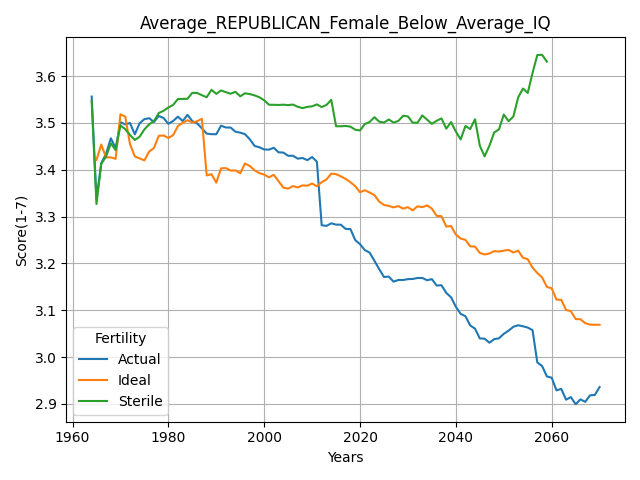 Average_REPUBLICAN_Female_Below_Average_IQ
3.6
3.5
3.4
3.3
3.2
3.1
3.0
2.9
Score(1-7)
Fertility
Actual
Ideal
Sterile
1960 1980 2000 2020 2040 2060
Years